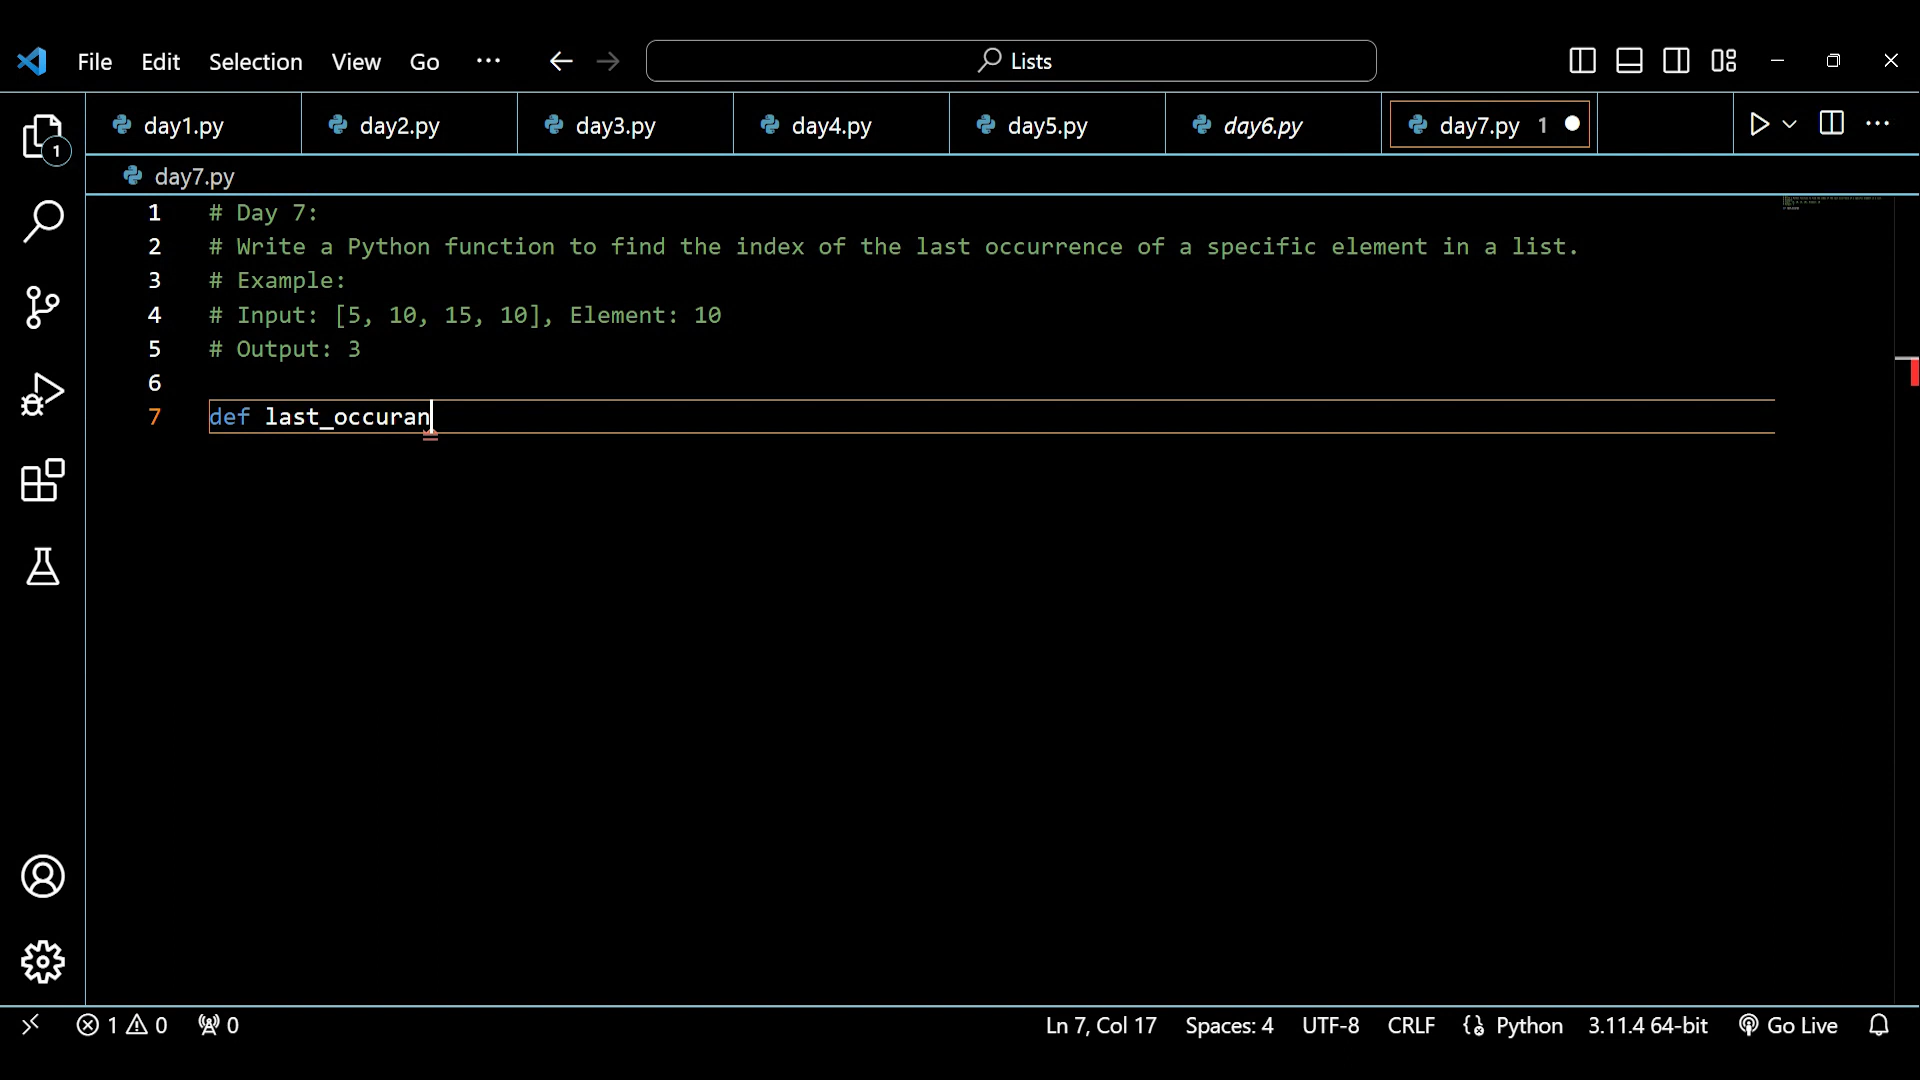 File Edit Selection View Go ··· Lists
day1.py day2.py day3.py day4.py day5.py day6.py day7.py 1
1
day7.py
1 # Day 7:
2 # Write a Python function to find the index of the last occurrence of a specific element in a list.
3 # Example:
4 # Input: [5, 10, 15, 10], Element: 10
5 # Output: 3
6
7 def last_occuran
1 0 0 Ln 7, Col 17 Spaces: 4 UTF-8 CRLF Python 3.11.4 64-bit Go Live